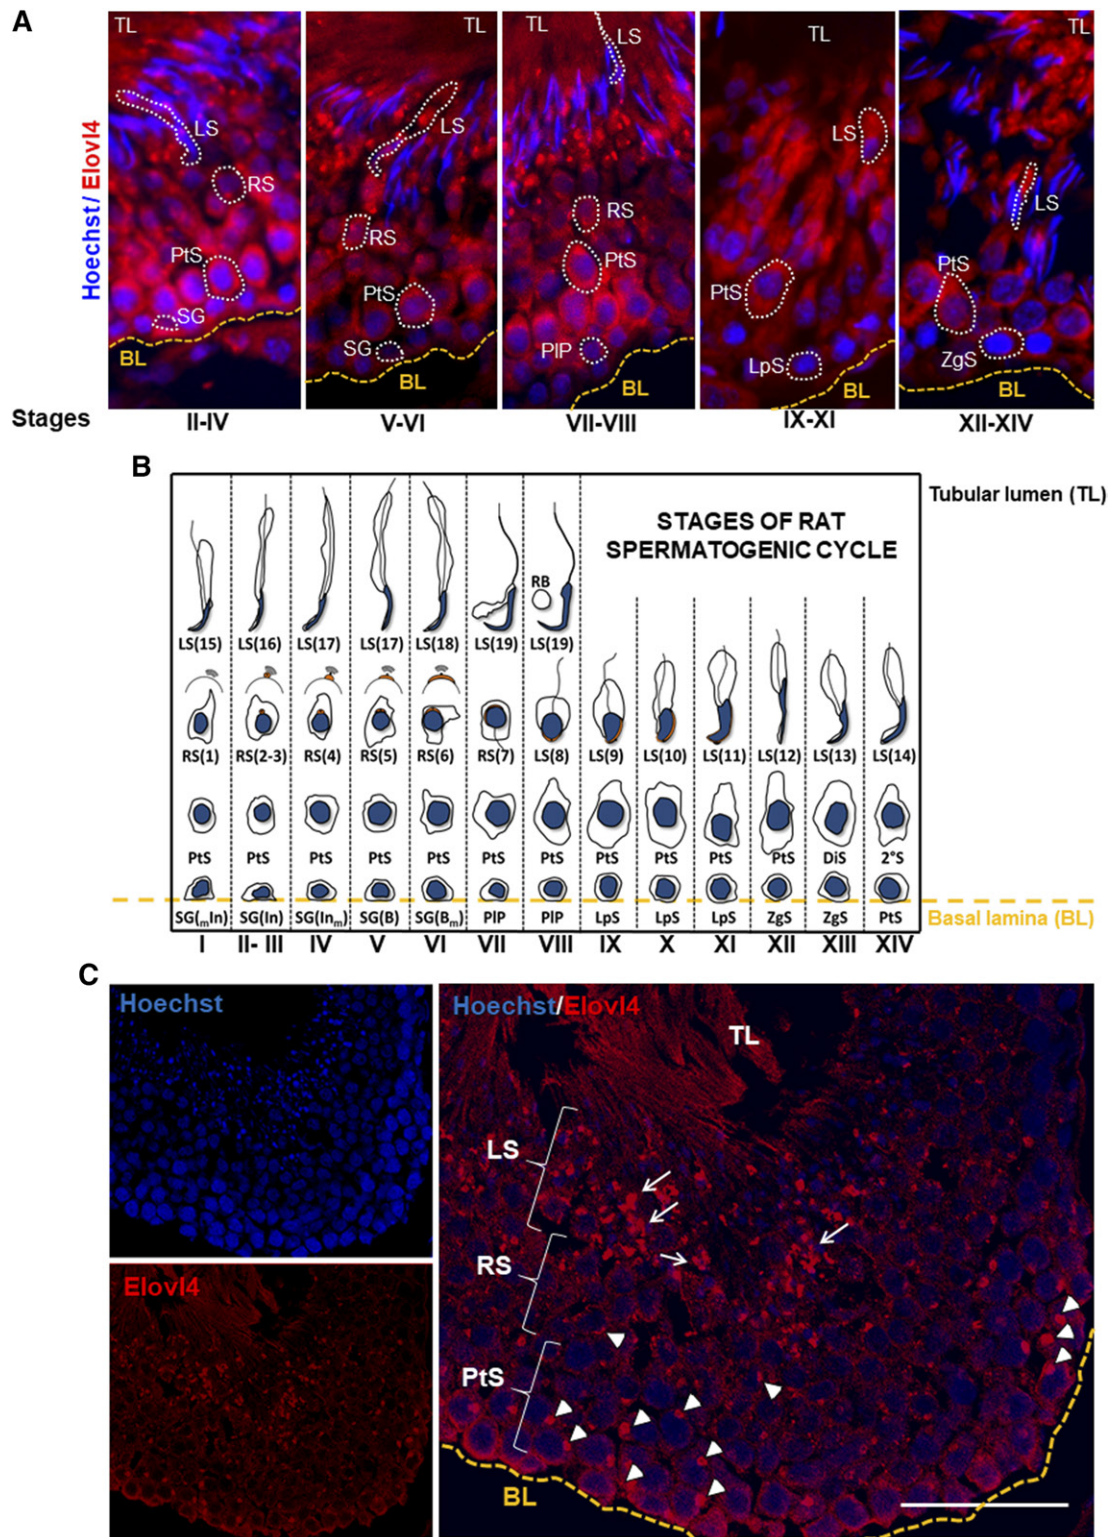 A
Hoechst / Elovl4
TL TL TL TL TL
LS LS LS LS LS
RS RS RS
PtS PtS PtS PtS PtS
SG SG PlP LpS ZgS
BL BL BL BL BL
Stages II-IV V-VI VII-VIII IX-XI XII-XIV
B
STAGES OF RAT
SPERMATOGENIC CYCLE
Tubular lumen (TL)
RB
LS(15) LS(16) LS(17) LS(17) LS(18) LS(19) LS(19)
RS(1) RS(2-3) RS(4) RS(5) RS(6) RS(7) LS(8) LS(9) LS(10) LS(11) LS(12) LS(13) LS(14)
PtS PtS PtS PtS PtS PtS PtS PtS PtS PtS PtS DiS 2°S
SG(mIn) SG(In) SG(Inm) SG(B) SG(Bm) PlP PlP LpS LpS LpS ZgS ZgS PtS
Basal lamina (BL)
I II- III IV V VI VII VIII IX X XI XII XIII XIV
C
Hoechst
Elovl4
Hoechst/Elovl4
TL
LS
RS
PtS
BL